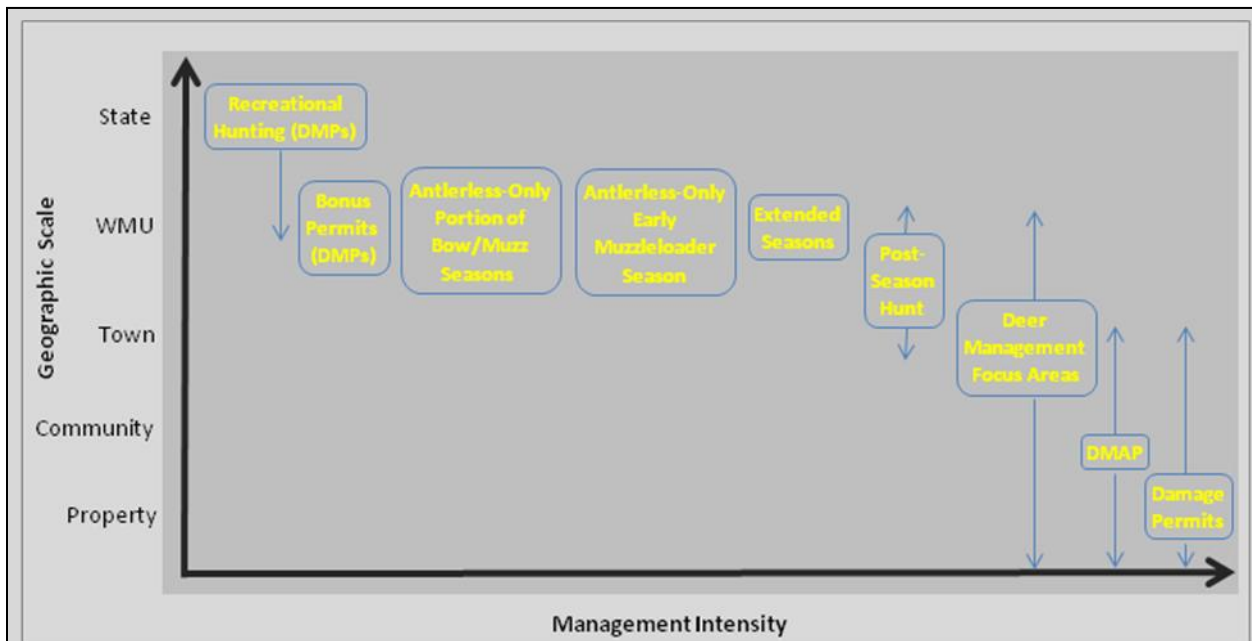 State
WMU
Town
Community
Property
Geographic Scale
Recreational
Hunting (DMPs)
Bonus
Permits
(DMPs)
Antlerless-Only
Portion of
Bow/Muzz
Seasons
Antlerless-Only
Early
Muzzleloader
Season
Extended
Seasons
Post-
Season
Hunt
Deer
Management
Focus Areas
DMAP
Damage
Permits
Management Intensity